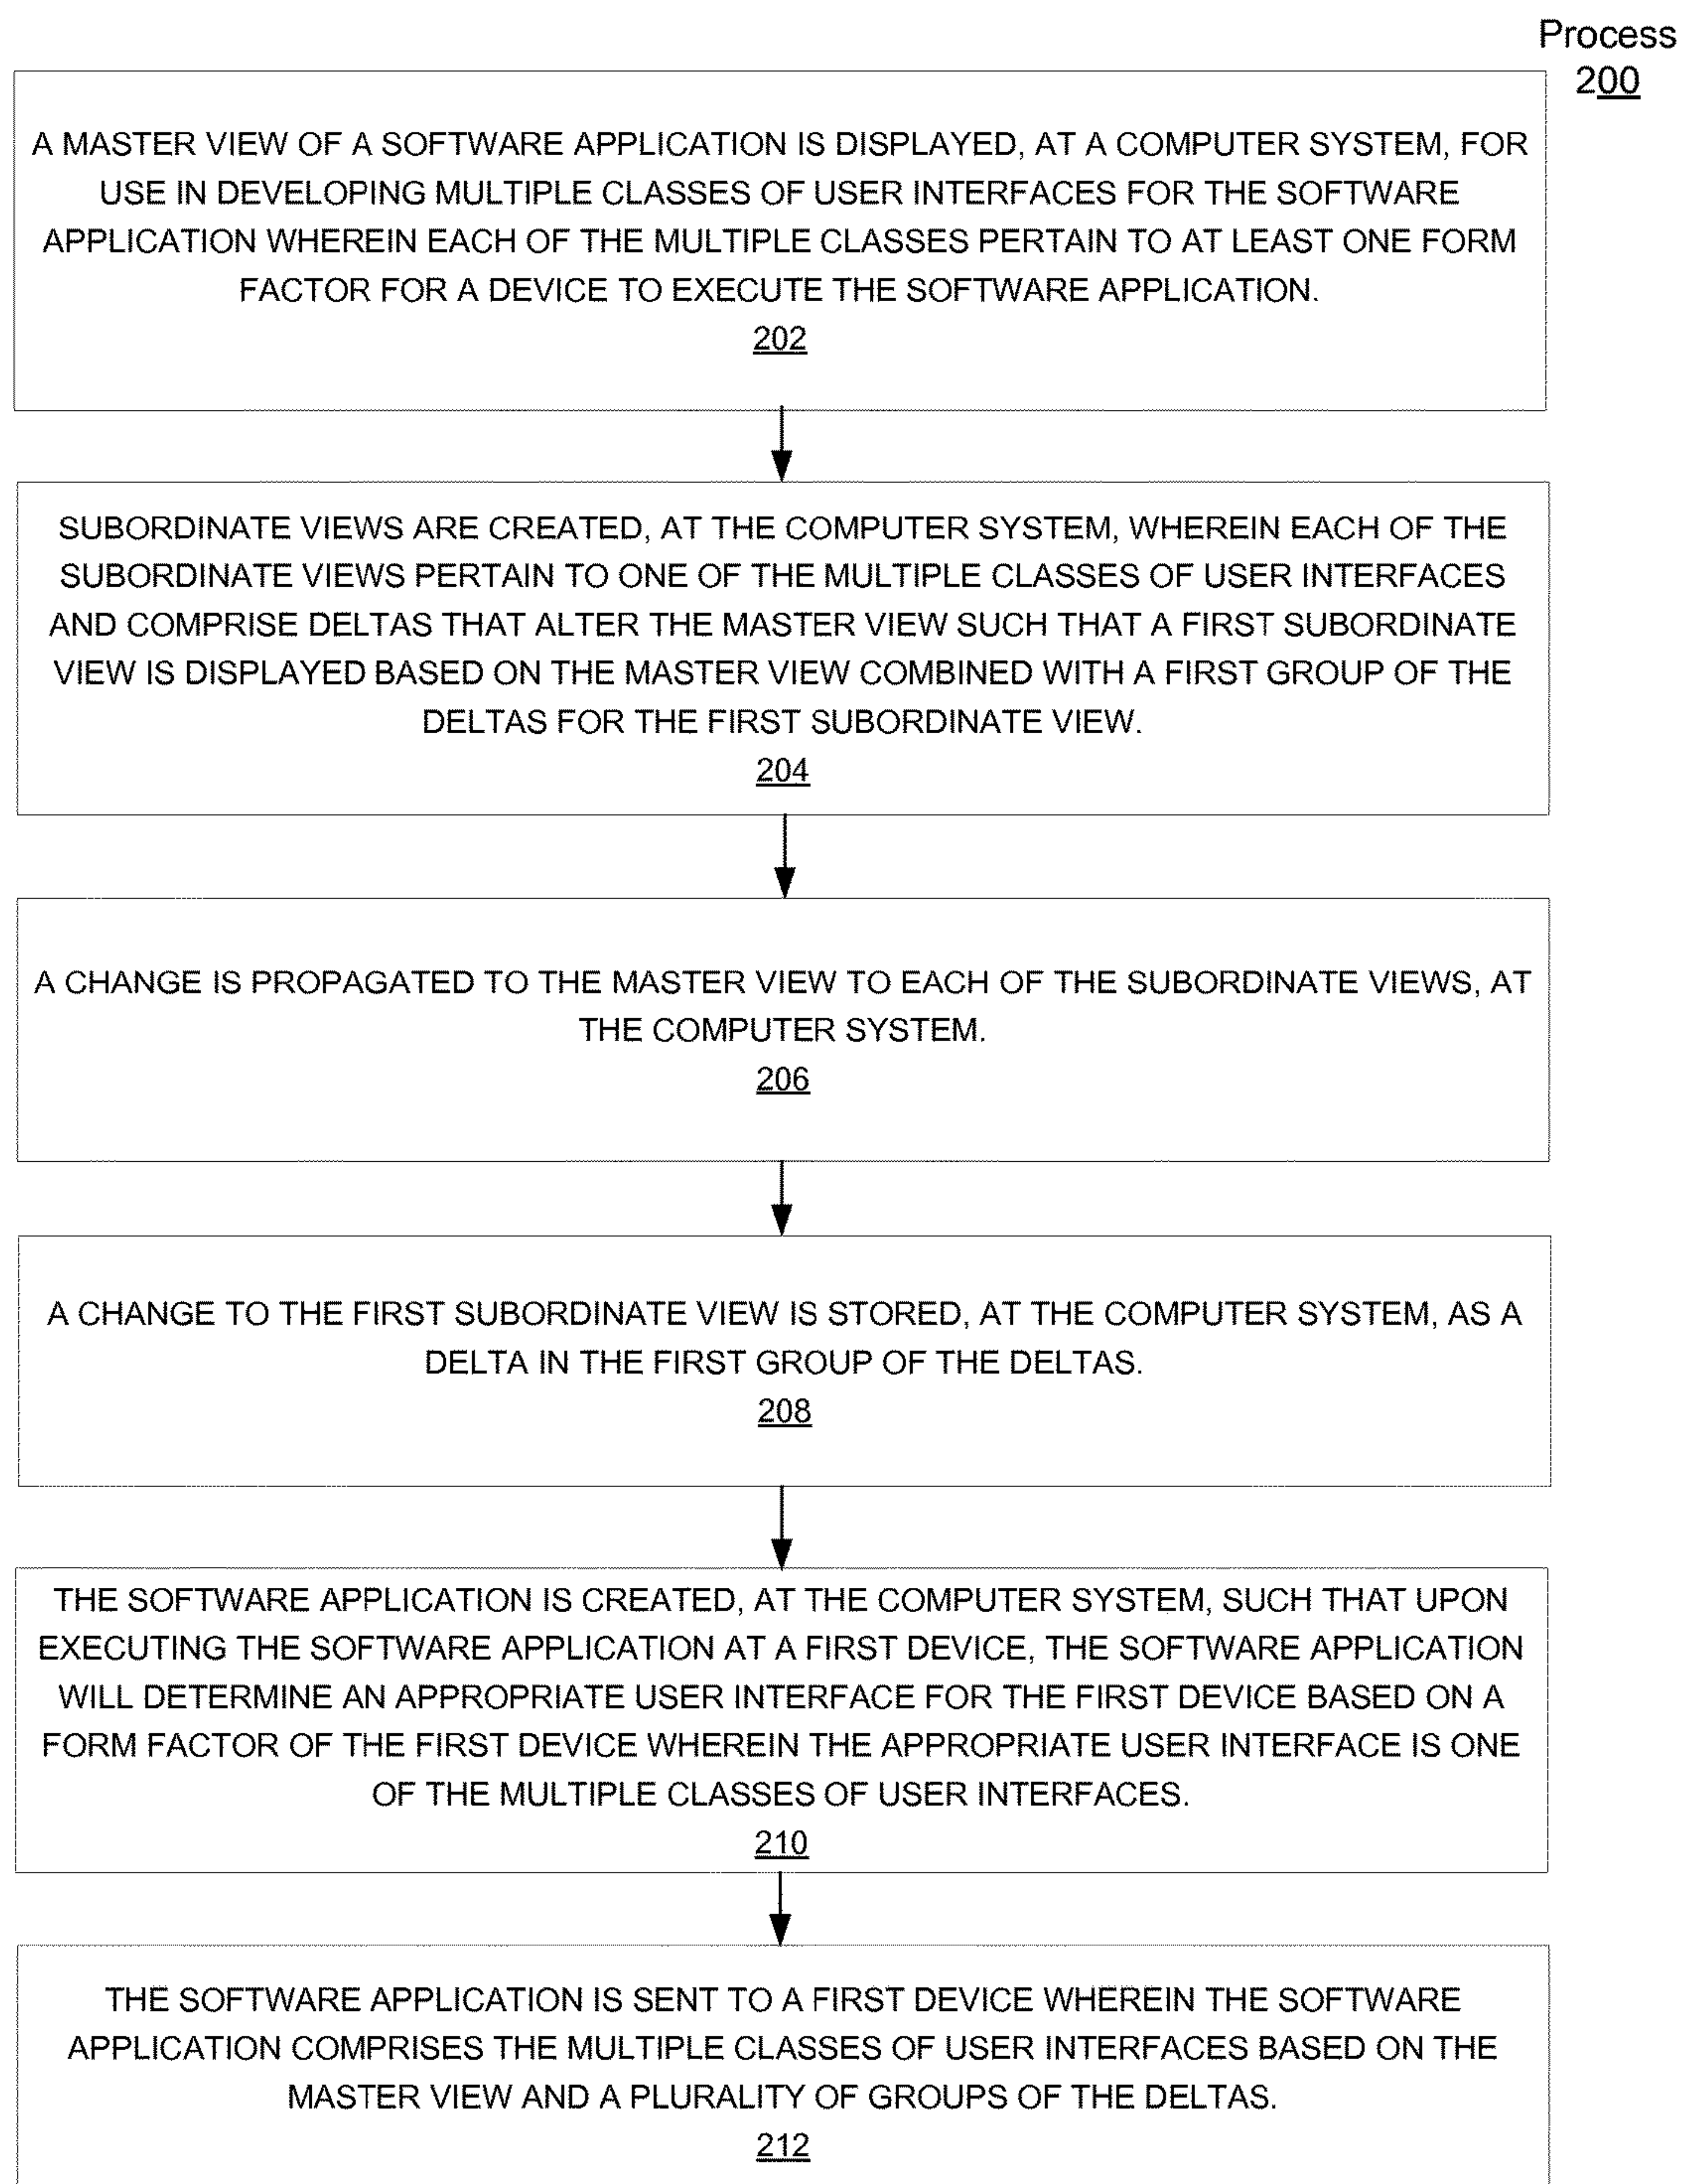 Process
200
A MASTER VIEW OF A SOFTWARE APPLICATION IS DISPLAYED, AT A COMPUTER SYSTEM, FOR
USE IN DEVELOPING MULTIPLE CLASSES OF USER INTERFACES FOR THE SOFTWARE
APPLICATION WHEREIN EACH OF THE MULTIPLE CLASSES PERTAIN TO AT LEAST ONE FORM
FACTOR FOR A DEVICE TO EXECUTE THE SOFTWARE APPLICATION.
202
SUBORDINATE VIEWS ARE CREATED, AT THE COMPUTER SYSTEM, WHEREIN EACH OF THE
SUBORDINATE VIEWS PERTAIN TO ONE OF THE MULTIPLE CLASSES OF USER INTERFACES
AND COMPRISE DELTAS THAT ALTER THE MASTER VIEW SUCH THAT A FIRST SUBORDINATE
VIEW IS DISPLAYED BASED ON THE MASTER VIEW COMBINED WITH A FIRST GROUP OF THE
DELTAS FOR THE FIRST SUBORDINATE VIEW.
204
A CHANGE IS PROPAGATED TO THE MASTER VIEW TO EACH OF THE SUBORDINATE VIEWS, AT
THE COMPUTER SYSTEM.
206
A CHANGE TO THE FIRST SUBORDINATE VIEW IS STORED, AT THE COMPUTER SYSTEM, AS A
DELTA IN THE FIRST GROUP OF THE DELTAS.
208
THE SOFTWARE APPLICATION IS CREATED, AT THE COMPUTER SYSTEM, SUCH THAT UPON
EXECUTING THE SOFTWARE APPLICATION AT A FIRST DEVICE, THE SOFTWARE APPLICATION
WILL DETERMINE AN APPROPRIATE USER INTERFACE FOR THE FIRST DEVICE BASED ON A
FORM FACTOR OF THE FIRST DEVICE WHEREIN THE APPROPRIATE USER INTERFACE IS ONE
OF THE MULTIPLE CLASSES OF USER INTERFACES.
210
THE SOFTWARE APPLICATION IS SENT TO A FIRST DEVICE WHEREIN THE SOFTWARE
APPLICATION COMPRISES THE MULTIPLE CLASSES OF USER INTERFACES BASED ON THE
MASTER VIEW AND A PLURALITY OF GROUPS OF THE DELTAS.
212